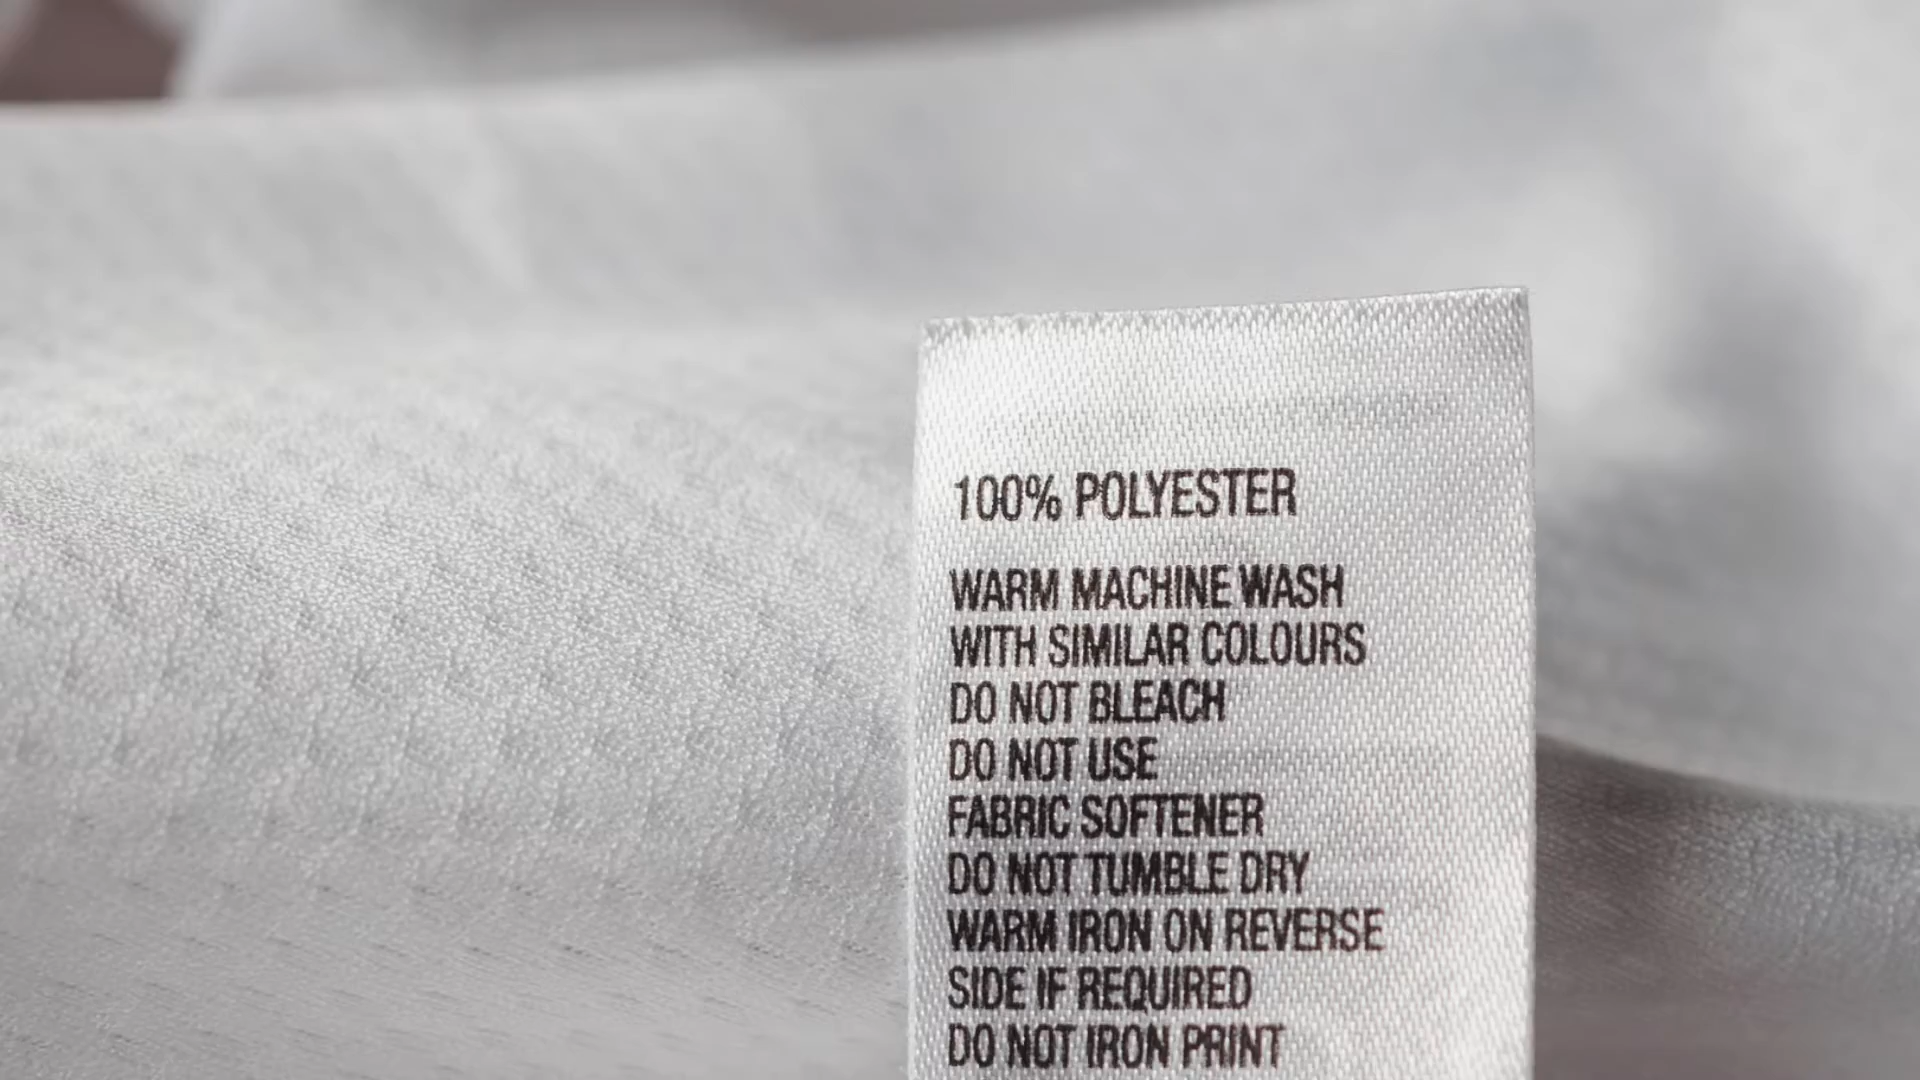 100% POLYESTER
WARM MACHINE WASH
WITH SIMILAR COLOURS
DO NOT BLEACH
DO NOT USE
FABRIC SOFTENER
DO NOT TUMBLE DRY
WARM IRON ON REVERSE
SIDE IF REQUIRED
DO NOT IRON PRINT